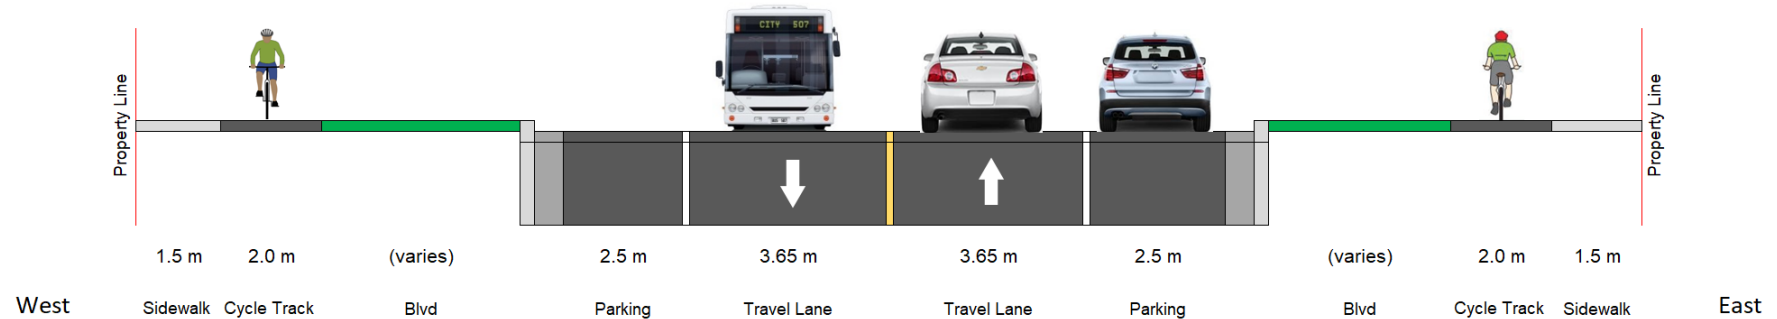 CITY 507
Property Line
Property Line
1.5 m 2.0 m (varies) 2.5 m 3.65 m 3.65 m 2.5 m (varies) 2.0 m 1.5 m
West Sidewalk Cycle Track Blvd Parking Travel Lane Travel Lane Parking Blvd Cycle Track Sidewalk East